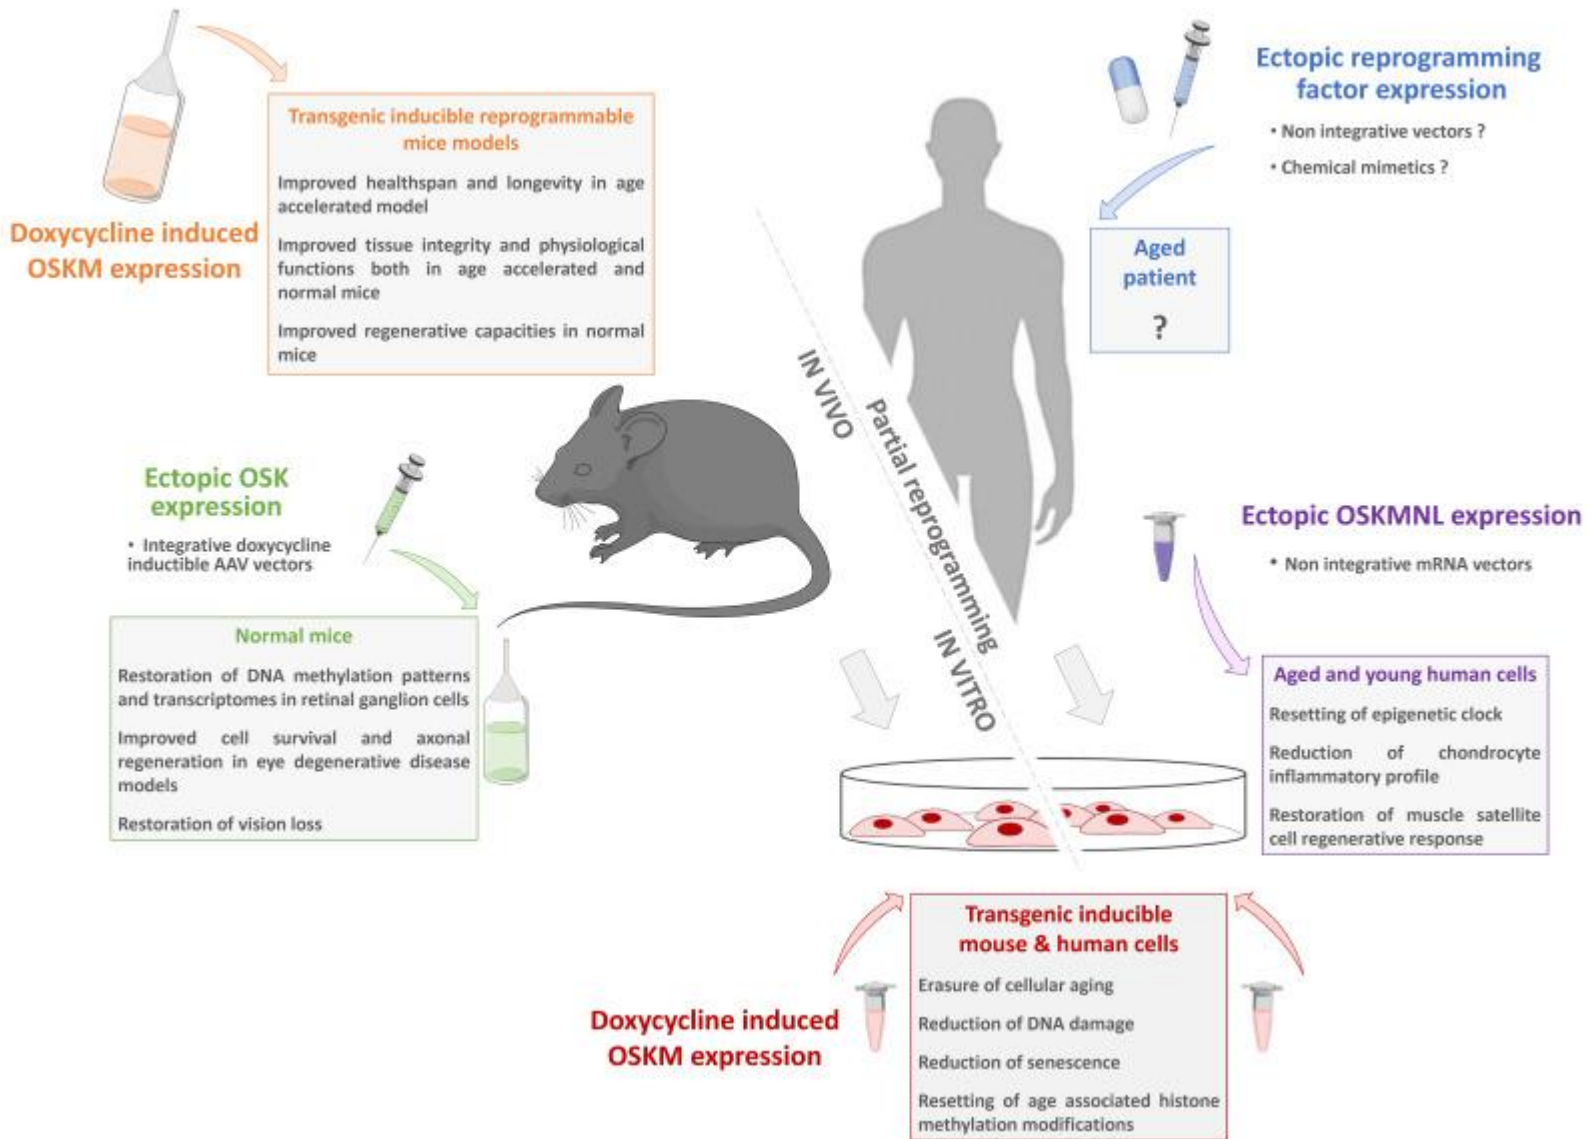 Doxycycline induced
OSKM expression
Transgenic inducible reprogrammable
mice models
Improved healthspan and longevity in age
accelerated model
Improved tissue integrity and physiological
functions both in age accelerated and
normal mice
Improved regenerative capacities in normal
mice
Ectopic reprogramming
factor expression
• Non integrative vectors ?
• Chemical mimetics ?
Aged
patient
?
IN VIVO
Partial reprogramming
IN VITRO
Ectopic OSK
expression
• Integrative doxycycline
inductible AAV vectors
Normal mice
Restoration of DNA methylation patterns
and transcriptomes in retinal ganglion cells
Improved cell survival and axonal
regeneration in eye degenerative disease
models
Restoration of vision loss
Ectopic OSKMNL expression
• Non integrative mRNA vectors
Aged and young human cells
Resetting of epigenetic clock
Reduction of chondrocyte
inflammatory profile
Restoration of muscle satellite
cell regenerative response
Doxycycline induced
OSKM expression
Transgenic inducible
mouse & human cells
Erasure of cellular aging
Reduction of DNA damage
Reduction of senescence
Resetting of age associated histone
methylation modifications